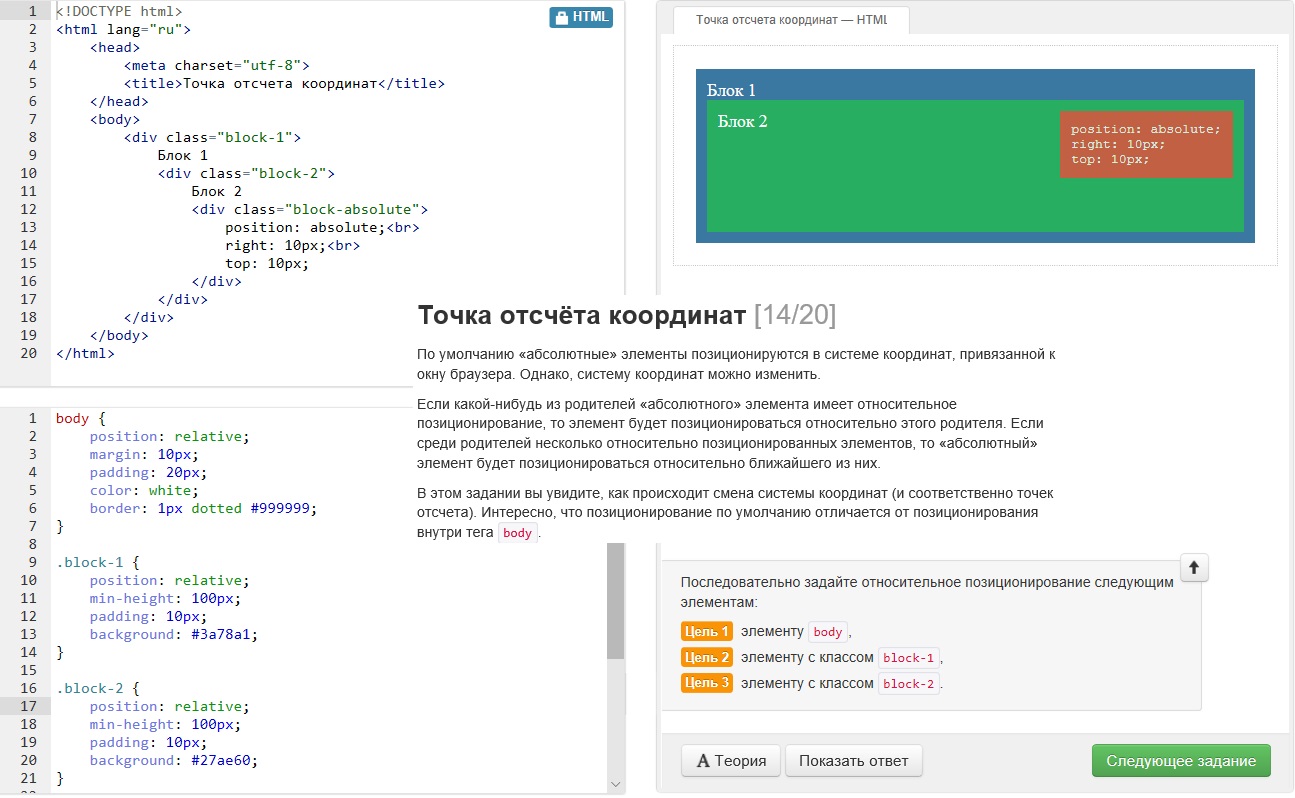 1 <!DOCTYPE html>
2 <html lang="ru">
3 <head>
4 <meta charset="utf-8">
5 <title>Точка отсчета координат</title>
6 </head>
7 <body>
8 <div class="block-1">
9 Блок 1
10 <div class="block-2">
11 Блок 2
12 <div class="block-absolute">
13 position: absolute;<br>
14 right: 10px;<br>
15 top: 10px;
16 </div>
17 </div>
18 </div>
19 </body>
20 </html>
HTML
Точка отсчета координат — HTML
Блок 1
Блок 2
position: absolute;
right: 10px;
top: 10px;
Точка отсчёта координат [14/20]
По умолчанию «абсолютные» элементы позиционируются в системе координат, привязанной к
окну браузера. Однако, систему координат можно изменить.
Если какой-нибудь из родителей «абсолютного» элемента имеет относительное
позиционирование, то элемент будет позиционироваться относительно этого родителя. Если
среди родителей несколько относительно позиционированных элементов, то «абсолютный»
элемент будет позиционироваться относительно ближайшего из них.
В этом задании вы увидите, как происходит смена системы координат (и соответственно точек
отсчета). Интересно, что позиционирование по умолчанию отличается от позиционирования
внутри тега body.
1 body {
2 position: relative;
3 margin: 10px;
4 padding: 20px;
5 color: white;
6 border: 1px dotted #999999;
7 }
8
9 .block-1 {
10 position: relative;
11 min-height: 100px;
12 padding: 10px;
13 background: #3a78a1;
14 }
15
16 .block-2 {
17 position: relative;
18 min-height: 100px;
19 padding: 10px;
20 background: #27ae60;
21 }
Последовательно задайте относительное позиционирование следующим
элементам:
Цель 1 элементу body,
Цель 2 элементу с классом block-1,
Цель 3 элементу с классом block-2.
Теория
Показать ответ
Следующее задание